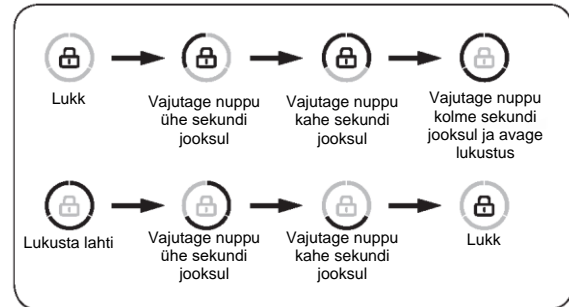 Lukk
Vajutage nuppu
ühe sekundi
jooksul
Vajutage nuppu
kahe sekundi
jooksul
Vajutage nuppu
kolme sekundi
jooksul ja avage
lukustus
Lukusta lahti
Vajutage nuppu
ühe sekundi
jooksul
Vajutage nuppu
kahe sekundi
jooksul
Lukk